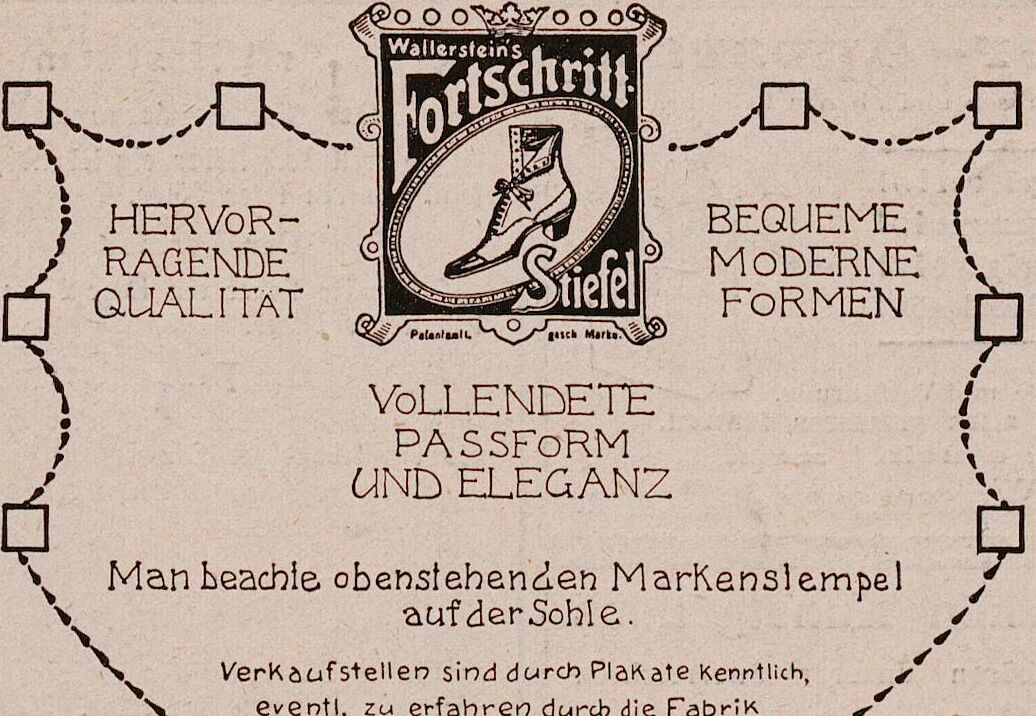 Wallerstein's
Fortschritt-
Stiefel
Patentamtl. gesch. Marke.
HERVOR-
RAGENDE
QUALITÄT
BEQUEME
MODERNE
FORMEN
VOLLENDETE
PASSFORM
UND ELEGANZ
Man beachte obenstehenden Markenstempel
auf der Sohle.
Verkaufstellen sind durch Plakate kenntlich,
eventl. zu erfahren durch die Fabrik